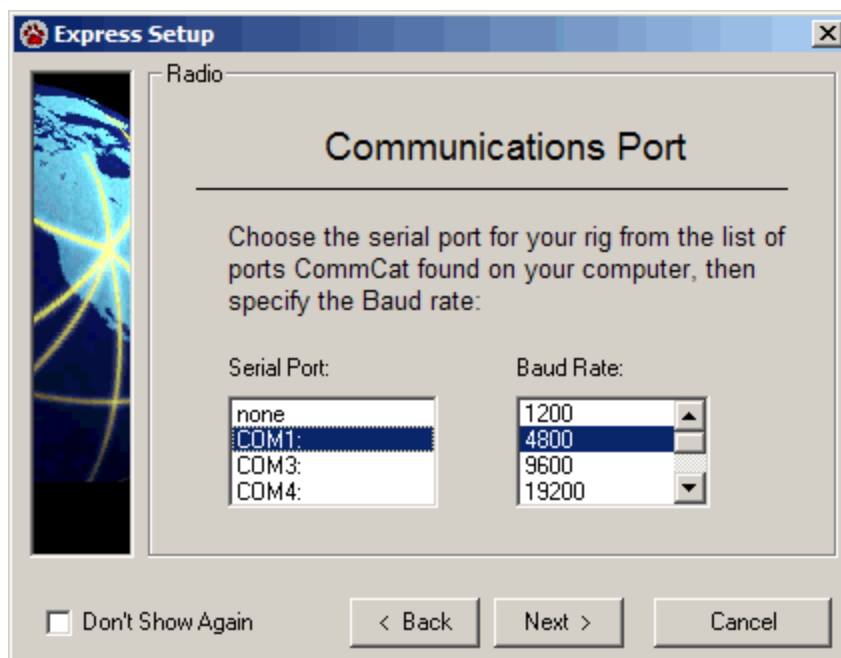 Express Setup
Radio
Communications Port
Choose the serial port for your rig from the list of
ports CommCat found on your computer, then
specify the Baud rate:
Serial Port:
none
COM1:
COM3:
COM4:
Baud Rate:
1200
4800
9600
19200
Don't Show Again
< Back
Next >
Cancel